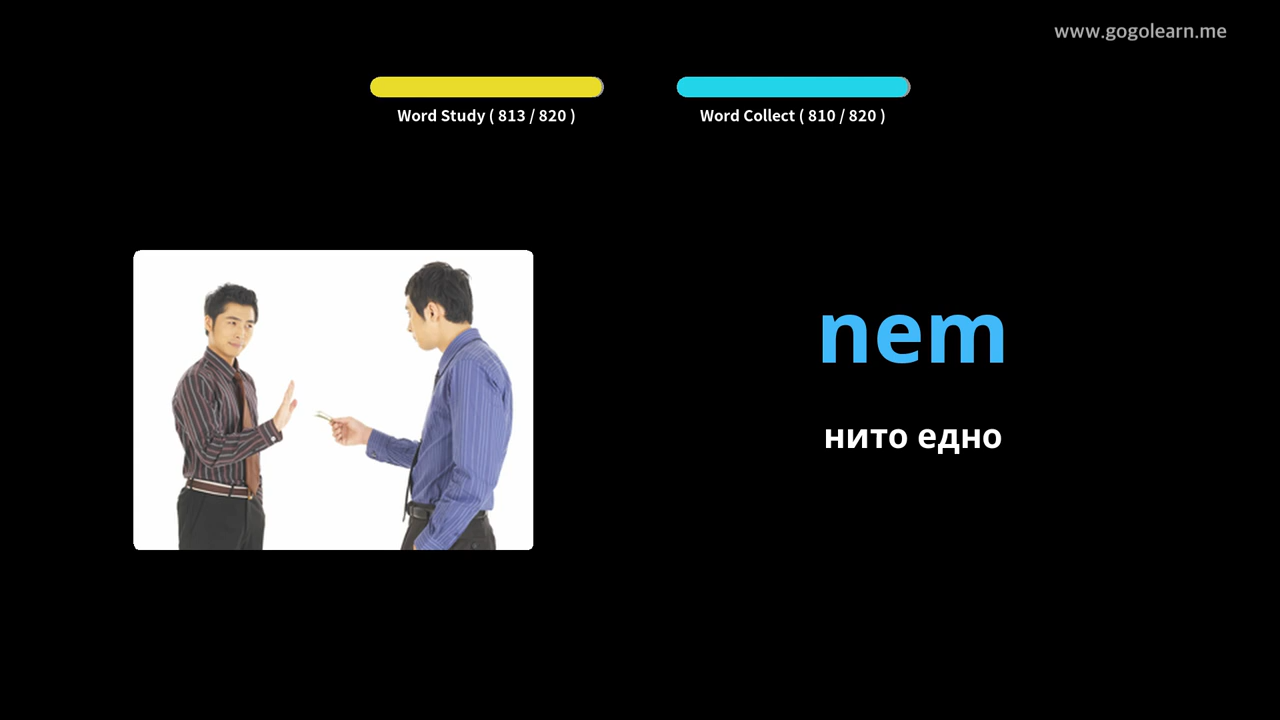 www.gogolearn.me
Word Study ( 813 / 820 )
Word Collect ( 810 / 820 )
nem
нито едно